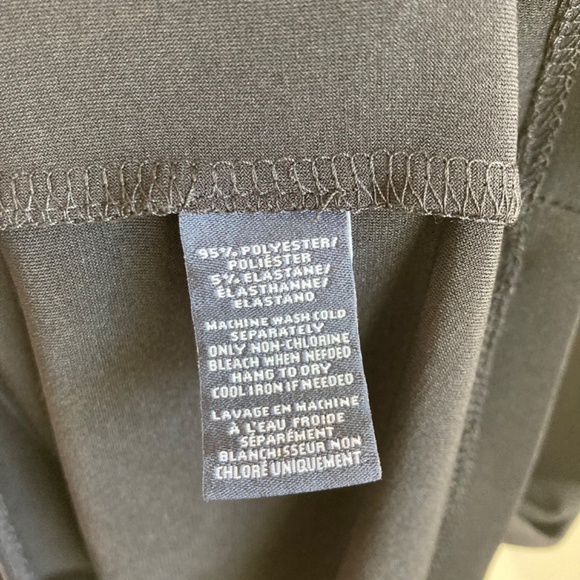 95% POLYESTER/
POLIÉSTER
5% ELASTANE/
ÉLASTHANNE/
ELASTANO
MACHINE WASH COLD
SEPARATELY
ONLY NON-CHLORINE
BLEACH WHEN NEEDED
HANG TO DRY
COOL IRON IF NEEDED
LAVAGE EN MACHINE
À L'EAU FROIDE
SÉPARÉMENT
BLANCHISSEUR NON
CHLORÉ UNIQUEMENT